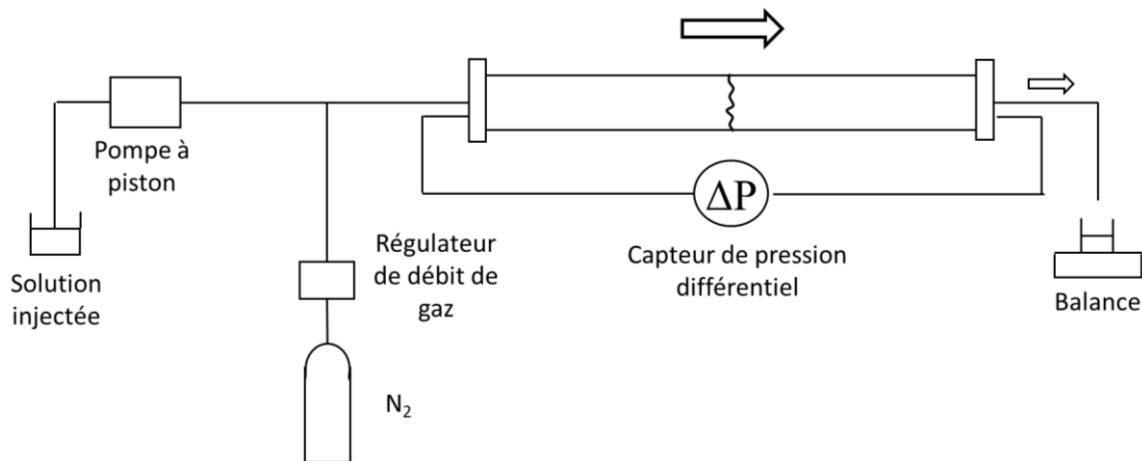 Pompe à
piston
Solution
injectée
Régulateur
de débit de
gaz
N₂
ΔP
Capteur de pression
différentiel
Balance